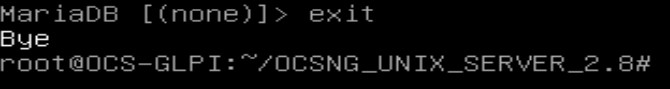 MariaDB [(none)]> exit
Bye
root@OCS-GLPI:~/OCSNG_UNIX_SERVER_2.8#